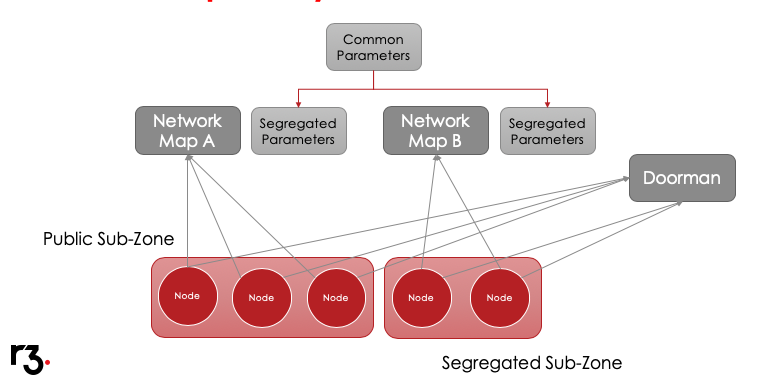 Common
Parameters
Network
Map A
Segregated
Parameters
Network
Map B
Segregated
Parameters
Doorman
Public Sub-Zone
Node
Node
Node
Node
Node
r3.
Segregated Sub-Zone